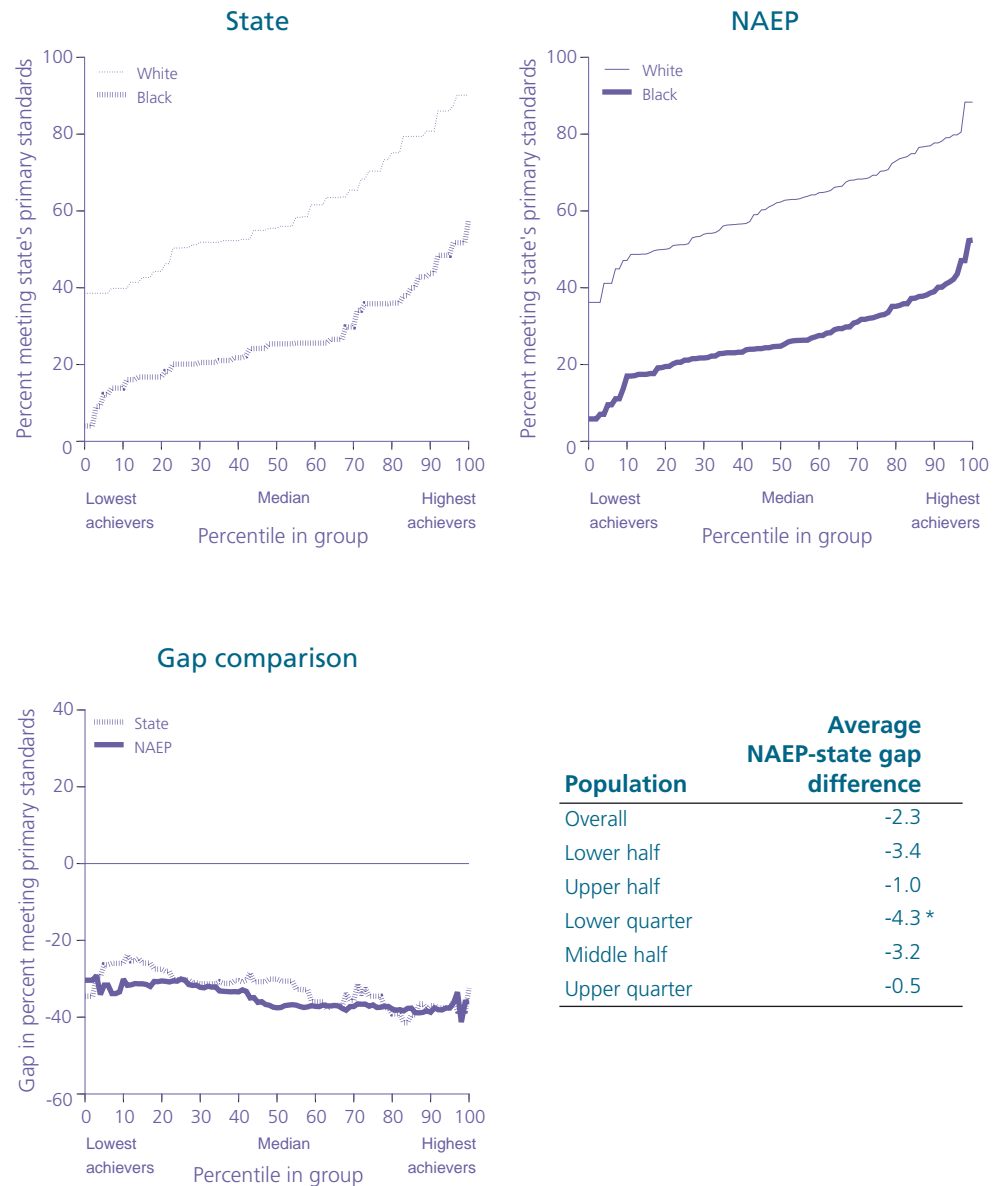 State
Percent meeting state's primary standards
100
80
60
40
20
0
White
Black
0 10 20 30 40 50 60 70 80 90 100
Lowest achievers
Median
Highest achievers
Percentile in group
NAEP
Percent meeting state's primary standards
100
80
60
40
20
0
White
Black
0 10 20 30 40 50 60 70 80 90 100
Lowest achievers
Median
Highest achievers
Percentile in group
Gap comparison
Gap in percent meeting primary standards
40
20
0
-20
-40
-60
State
NAEP
0 10 20 30 40 50 60 70 80 90 100
Lowest achievers
Median
Highest achievers
Percentile in group
Average
NAEP-state gap
Population difference
Overall -2.3
Lower half -3.4
Upper half -1.0
Lower quarter -4.3 *
Middle half -3.2
Upper quarter -0.5